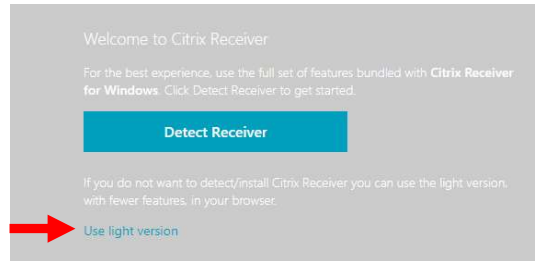 Welcome to Citrix Receiver
For the best experience, use the full set of features bundled with Citrix Receiver
for Windows. Click Detect Receiver to get started.
Detect Receiver
If you do not want to detect/install Citrix Receiver you can use the light version,
with fewer features, in your browser.
Use light version